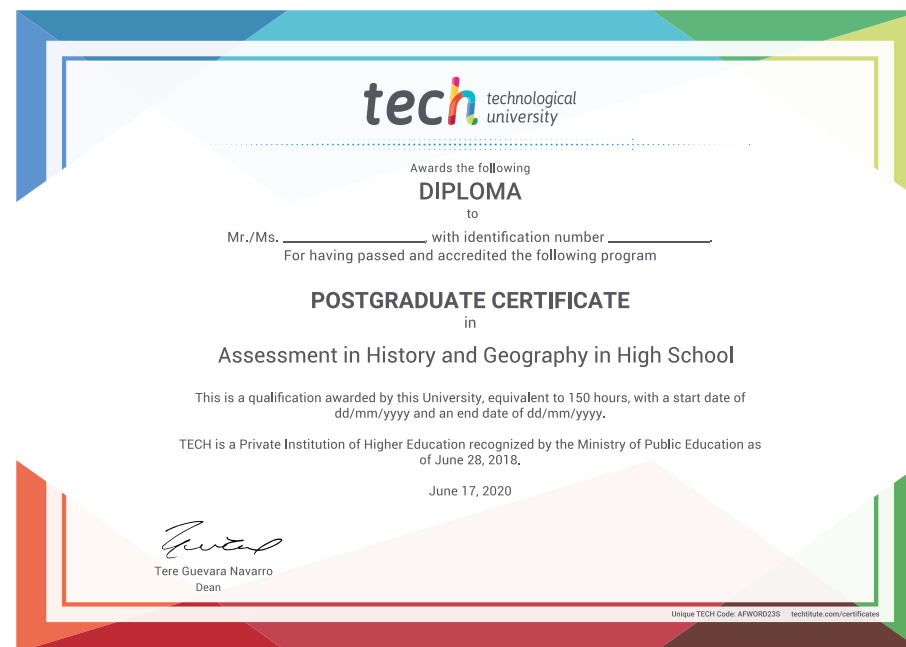 tech technological
university
Awards the following
DIPLOMA
to
Mr./Ms. ____________________, with identification number ______________.
For having passed and accredited the following program
POSTGRADUATE CERTIFICATE
in
Assessment in History and Geography in High School
This is a qualification awarded by this University, equivalent to 150 hours, with a start date of
dd/mm/yyyy and an end date of dd/mm/yyyy.
TECH is a Private Institution of Higher Education recognized by the Ministry of Public Education as
of June 28, 2018.
June 17, 2020
Tere Guevara Navarro
Dean
Unique TECH Code: AFWORD23S techtitute.com/certificates